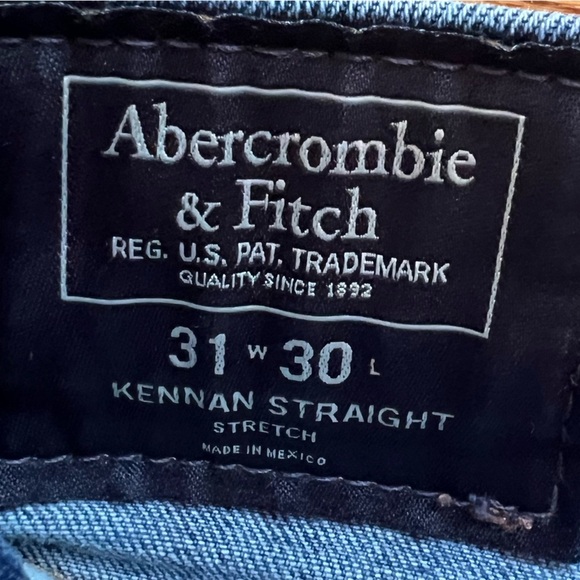 Abercrombie
& Fitch
REG. U.S. PAT. TRADEMARK
QUALITY SINCE 1892
31 W 30 L
KENNAN STRAIGHT
STRETCH
MADE IN MEXICO